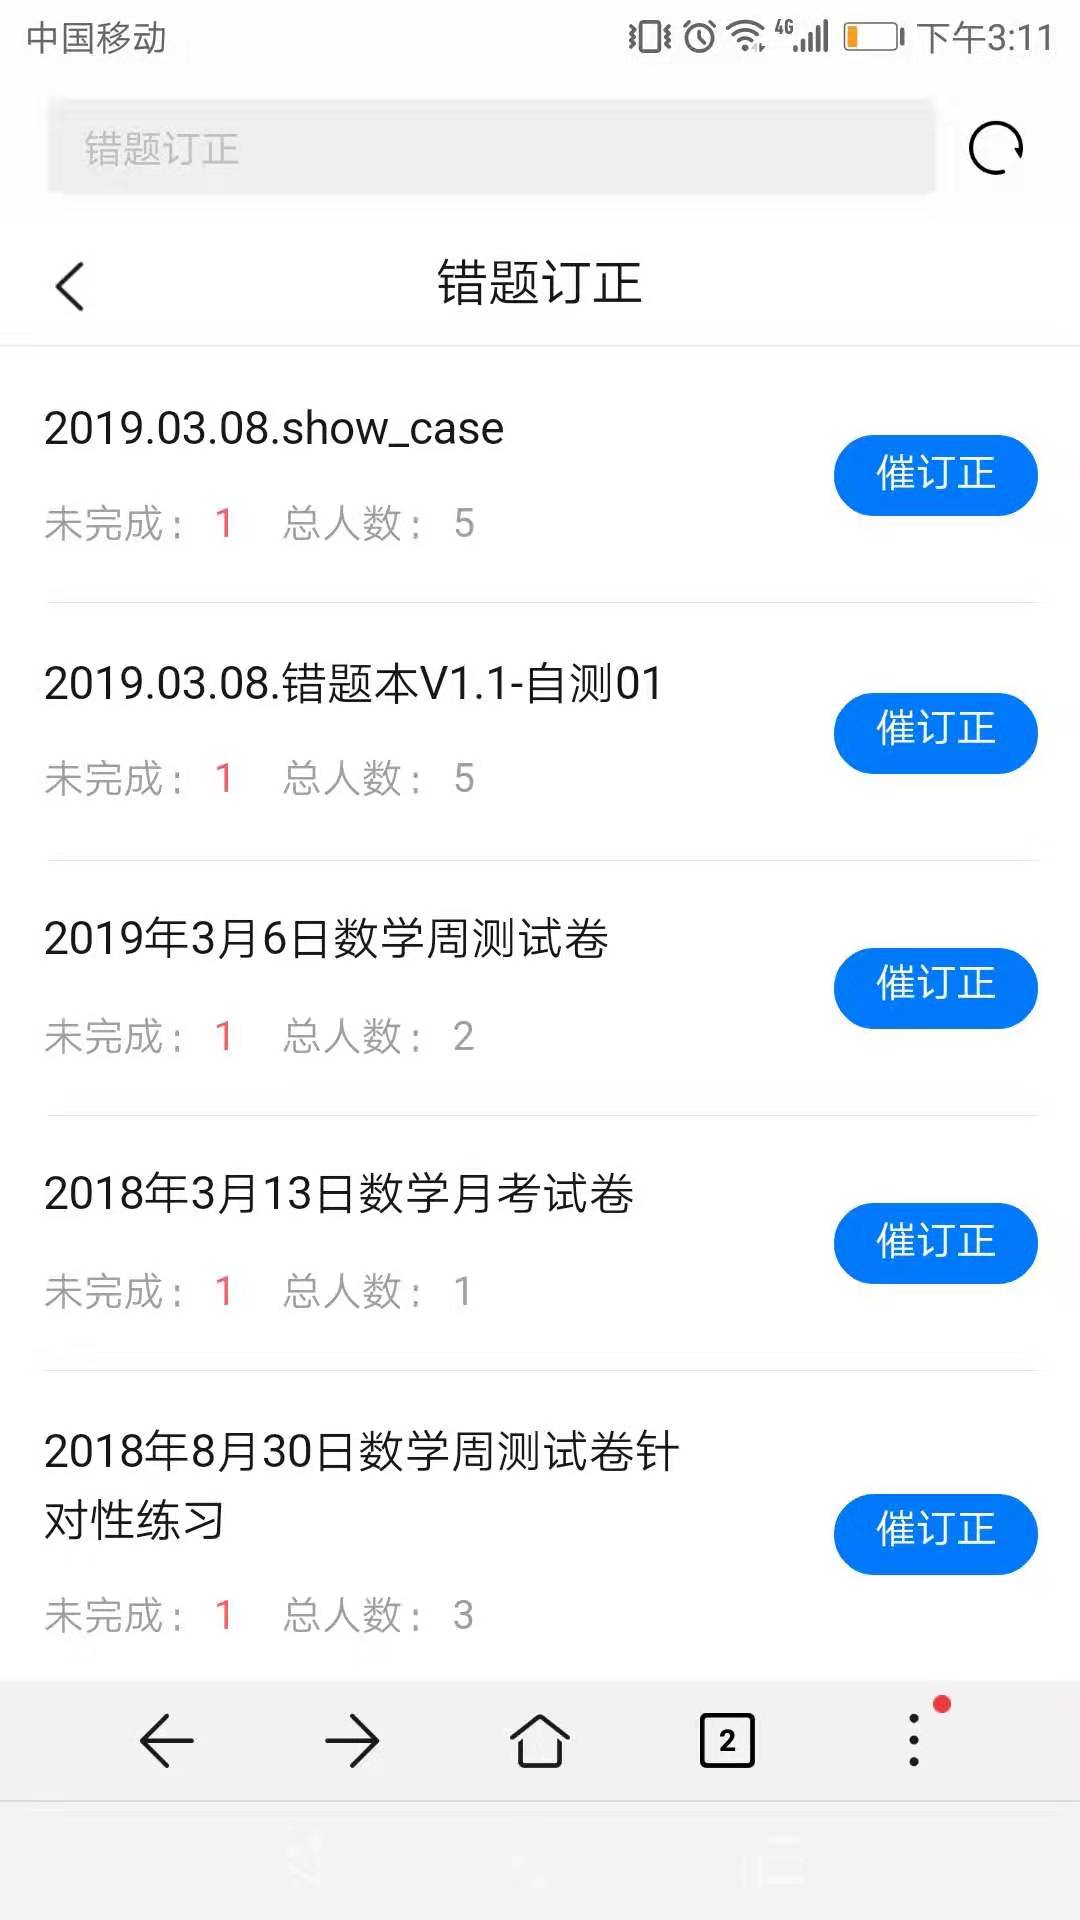 中国移动 4G 下午3:11
错题订正
错题订正
2019.03.08.show_case
催订正
未完成： 1 总人数： 5
2019.03.08.错题本V1.1-自测01
催订正
未完成： 1 总人数： 5
2019年3月6日数学周测试卷
催订正
未完成： 1 总人数： 2
2018年3月13日数学月考试卷
催订正
未完成： 1 总人数： 1
2018年8月30日数学周测试卷针
对性练习
催订正
未完成： 1 总人数： 3
2